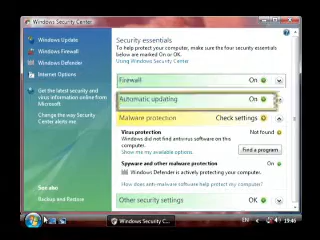 Windows Security Center
Windows Update
Windows Firewall
Windows Defender
Internet Options
Get the latest security and
virus information online from
Microsoft
Change the way Security
Center alerts me
See also
Backup and Restore
Security essentials
To help protect your computer, make sure the four security essentials
below are marked On or OK.
Using Windows Security Center
Firewall On
Automatic updating On
Malware protection Check settings
Virus protection Not found
Windows did not find antivirus software on this
computer.
Show me my available options.
Find a program
Spyware and other malware protection On
Windows Defender is actively protecting your computer.
How does anti-malware software help protect my computer?
Other security settings OK
Windows Security C...
EN
19:46